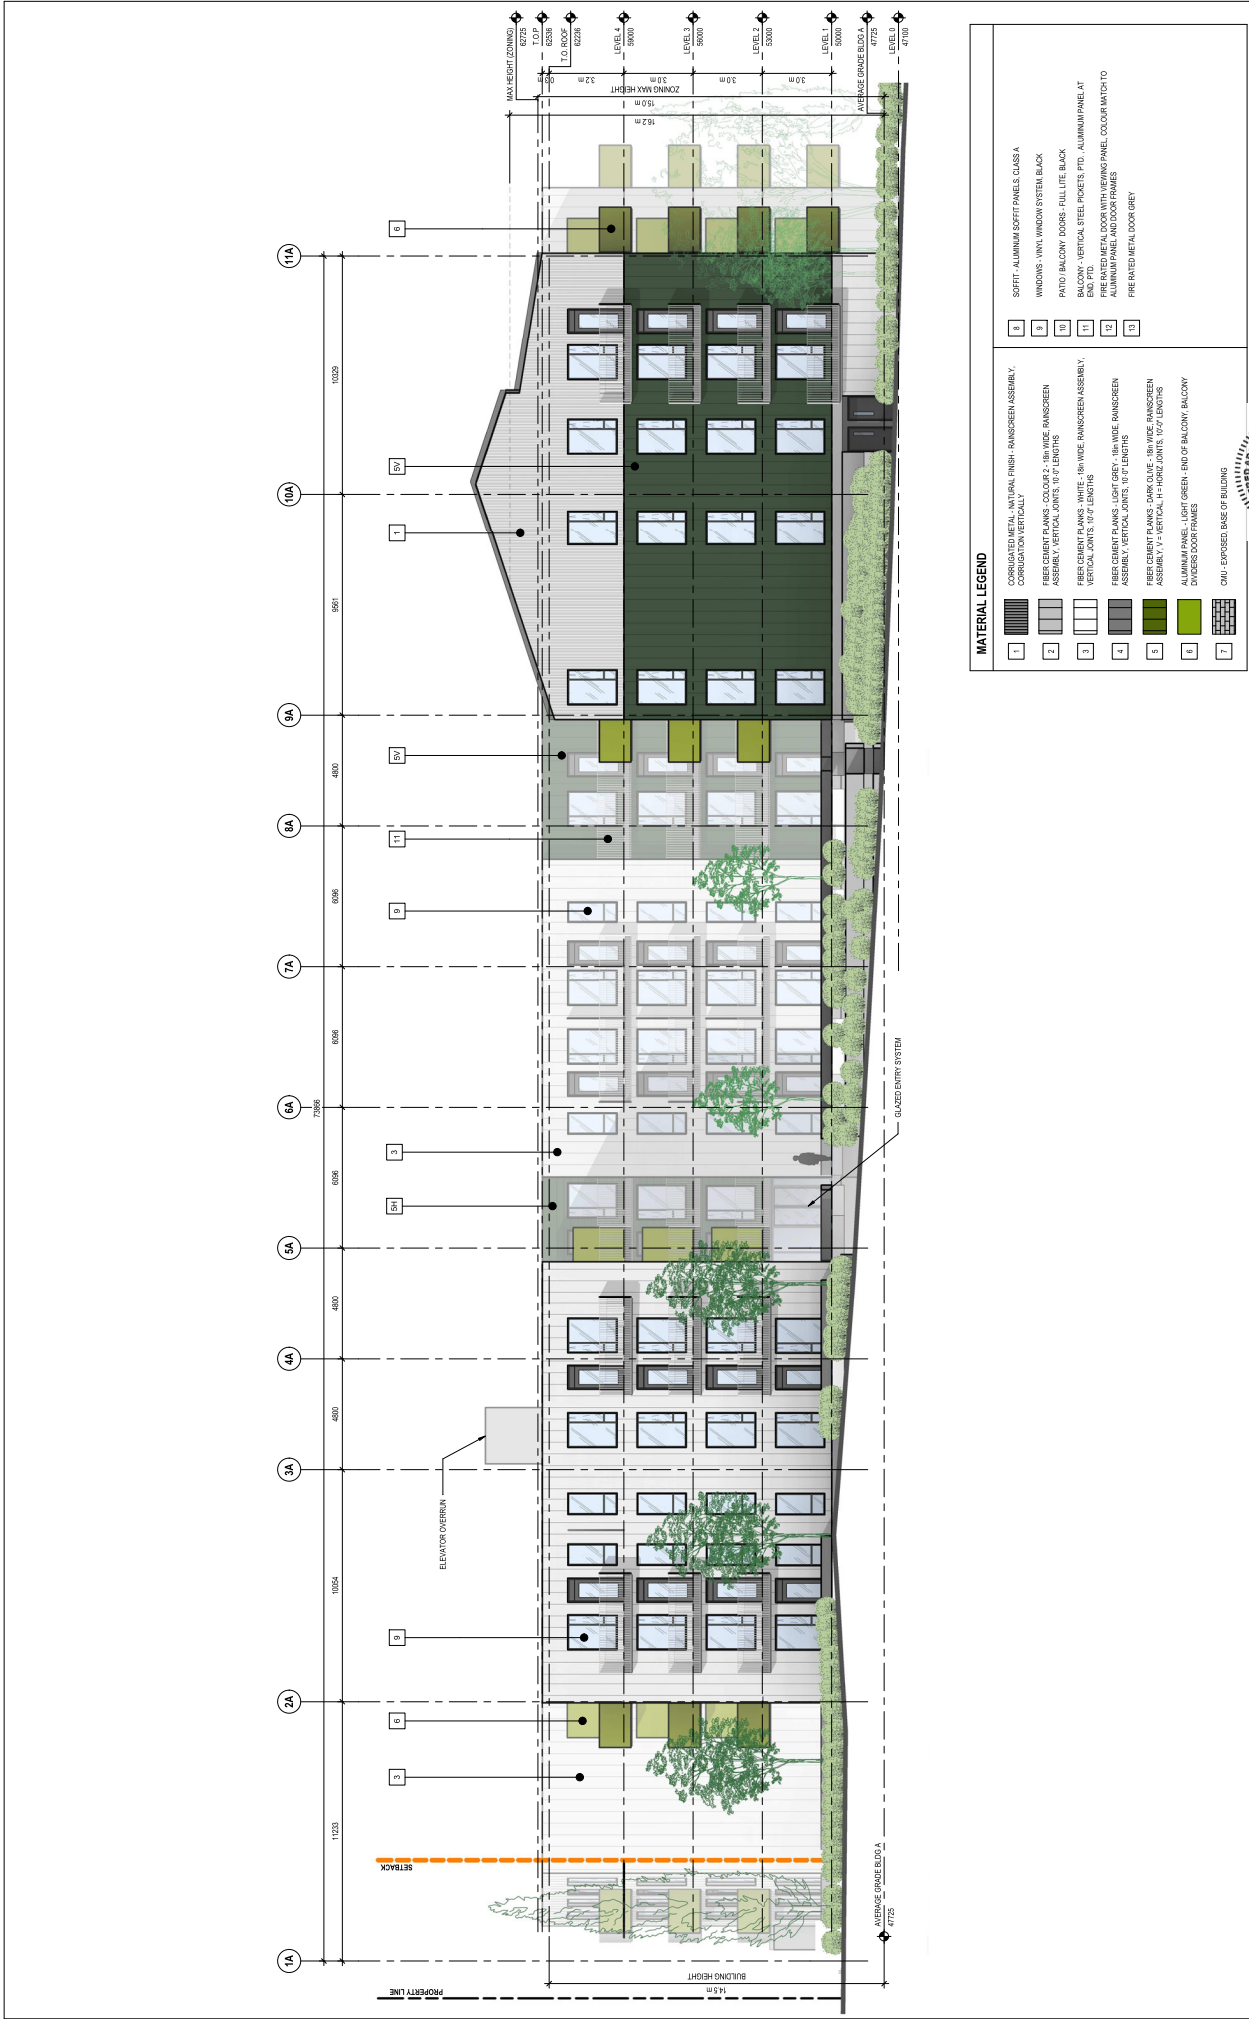 1A
2A
3A
4A
5A
6A
7A
8A
9A
10A
11A
73866
11233
10054
4800
4800
6096
6096
6096
4800
9561
10329
PROPERTY LINE
SETBACK
3
6
9
5H
3
9
11
5V
1
5V
6
ELEVATOR OVERRUN
GLAZED ENTRY SYSTEM
BUILDING HEIGHT
14.5 m
AVERAGE GRADE BLDG A
47725
MAX HEIGHT (ZONING)
62725
T.O.P
62536
T.O. ROOF
62236
LEVEL 4
59000
LEVEL 3
56000
LEVEL 2
53000
LEVEL 1
50000
AVERAGE GRADE BLDG A
47725
LEVEL 0
47100
0.3 m
3.2 m
3.0 m
3.0 m
3.0 m
ZONING MAX HEIGHT
15.0 m
16.2 m
MATERIAL LEGEND
1
CORRUGATED METAL - NATURAL FINISH - RAINSCREEN ASSEMBLY,
CORRUGATION VERTICALLY
2
FIBER CEMENT PLANKS - COLOUR 2 - 18in WIDE, RAINSCREEN
ASSEMBLY, VERTICAL JOINTS, 10'-0" LENGTHS
3
FIBER CEMENT PLANKS - WHITE - 18in WIDE, RAINSCREEN ASSEMBLY,
VERTICAL JOINTS, 10'-0" LENGTHS
4
FIBER CEMENT PLANKS - LIGHT GREY - 18in WIDE, RAINSCREEN
ASSEMBLY, VERTICAL JOINTS, 10'-0" LENGTHS
5
FIBER CEMENT PLANKS - DARK OLIVE - 18in WIDE, RAINSCREEN
ASSEMBLY, V = VERTICAL, H = HORIZ JOINTS, 10'-0" LENGTHS
6
ALUMINUM PANEL - LIGHT GREEN - END OF BALCONY, BALCONY
DIVIDERS DOOR FRAMES
7
CMU - EXPOSED, BASE OF BUILDING
8
SOFFIT - ALUMINUM SOFFIT PANELS, CLASS A
9
WINDOWS - VINYL WINDOW SYSTEM, BLACK
10
PATIO / BALCONY DOORS - FULL LITE, BLACK
11
BALCONY - VERTICAL STEEL PICKETS, PTD., ALUMINUM PANEL AT
END, PTD.
12
FIRE RATED METAL DOOR WITH VIEWING PANEL, COLOUR MATCH TO
ALUMINUM PANEL AND DOOR FRAMES
13
FIRE RATED METAL DOOR GREY